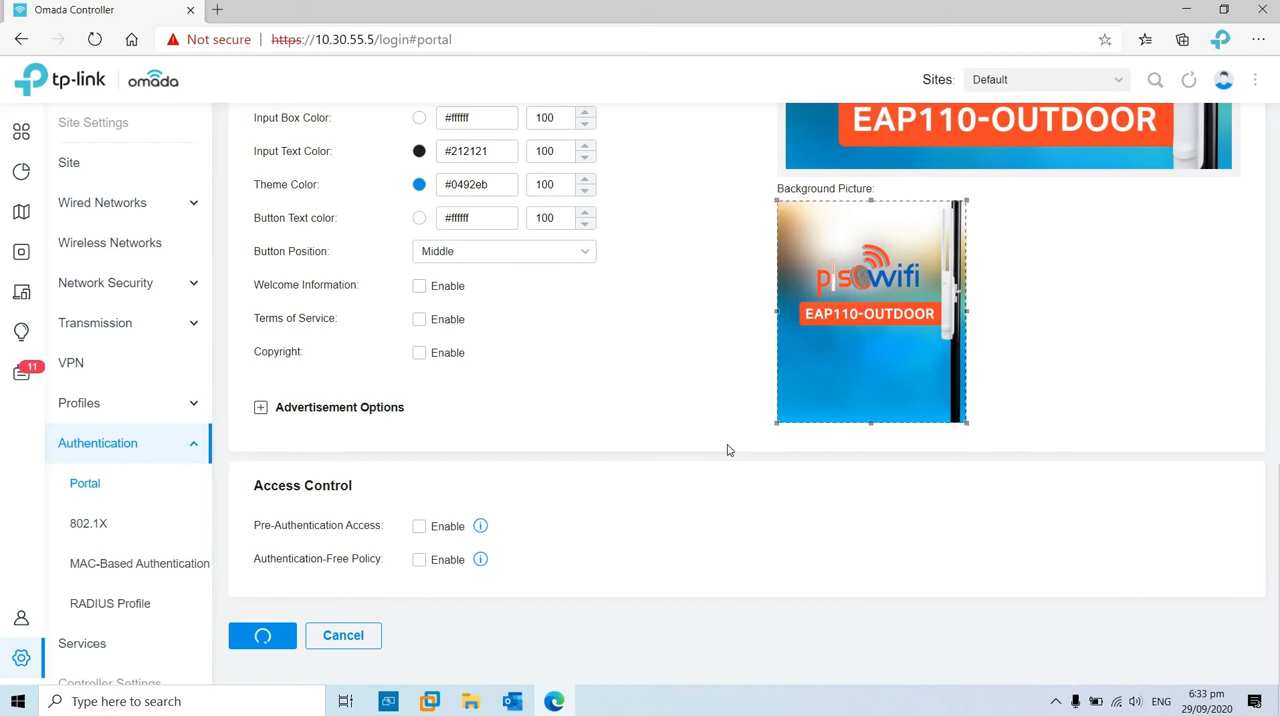 Omada Controller
Not secure
https://10.30.55.5/login#portal
tp-link
omada
Sites:
Default
Site Settings
Site
Wired Networks
Wireless Networks
Network Security
Transmission
VPN
11
Profiles
Authentication
Portal
802.1X
MAC-Based Authentication
RADIUS Profile
Services
Controller Settings
Input Box Color:
#ffffff
100
Input Text Color:
#212121
100
Theme Color:
#0492eb
100
Button Text color:
#ffffff
100
Button Position:
Middle
Welcome Information:
Enable
Terms of Service:
Enable
Copyright:
Enable
Advertisement Options
EAP110-OUTDOOR
Background Picture:
pisowifi
EAP110-OUTDOOR
Access Control
Pre-Authentication Access:
Enable
Authentication-Free Policy:
Enable
Cancel
Type here to search
ENG
6:33 pm
29/09/2020